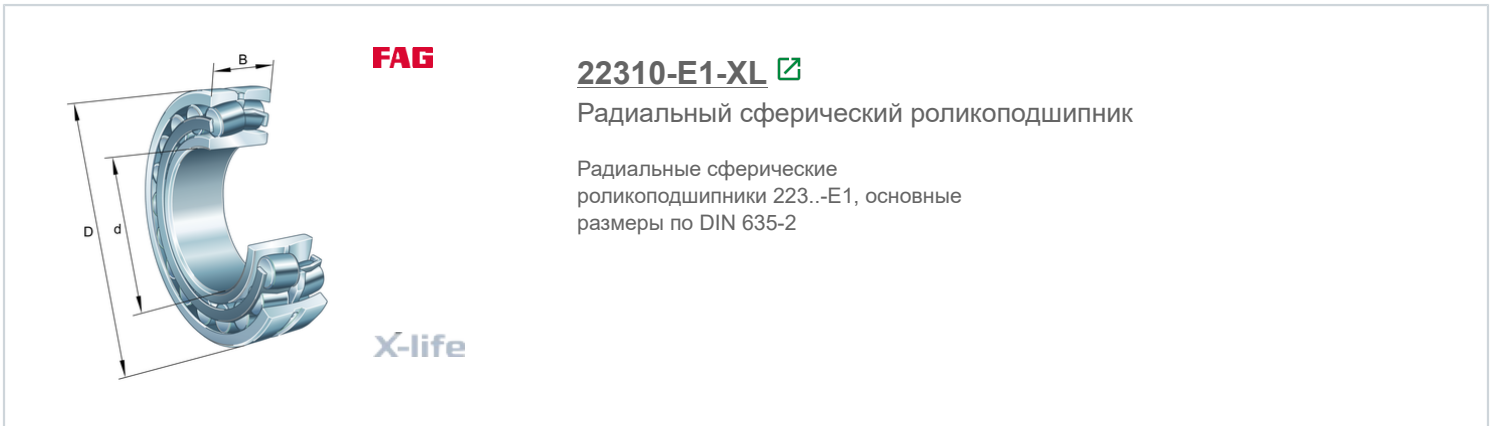 FAG
B
D
d
X-life
22310-E1-XL
Радиальный сферический роликоподшипник
Радиальные сферические
роликоподшипники 223..-E1, основные
размеры по DIN 635-2